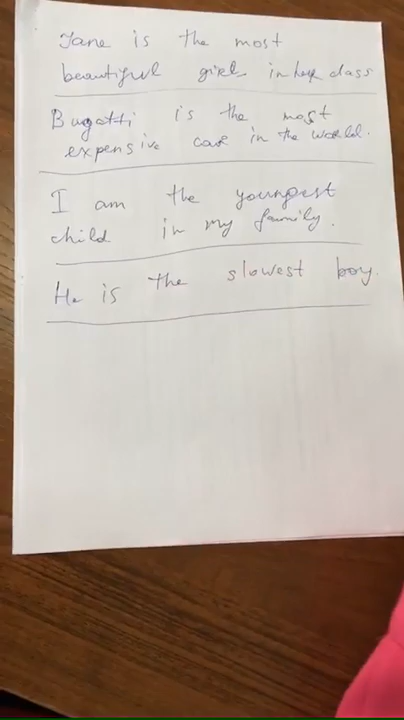 Jane is the most
beautiful girl in her class
Bugatti is the most
expensive car in the world.
I am the youngest
child in my family.
He is the slowest boy.